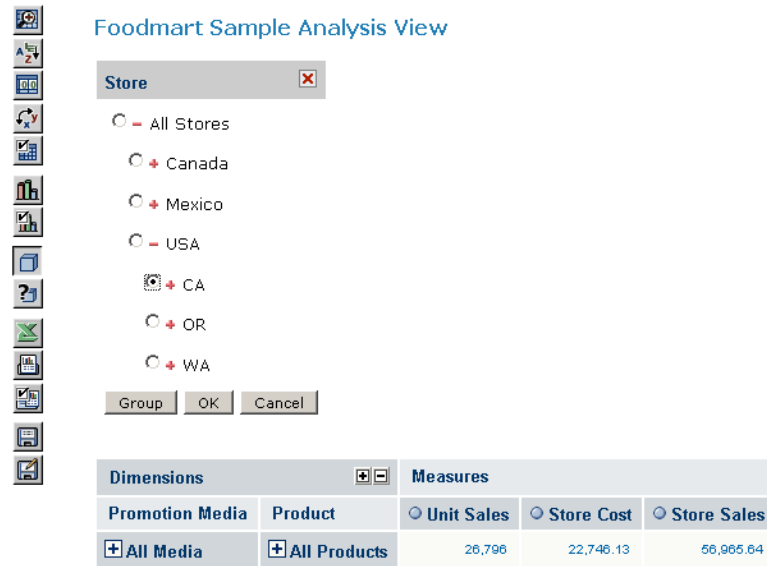 Foodmart Sample Analysis View
Store
All Stores
Canada
Mexico
USA
CA
OR
WA
Group OK Cancel
Dimensions Measures
Promotion Media Product Unit Sales Store Cost Store Sales
All Media All Products 26,796 22,746.13 56,965.64